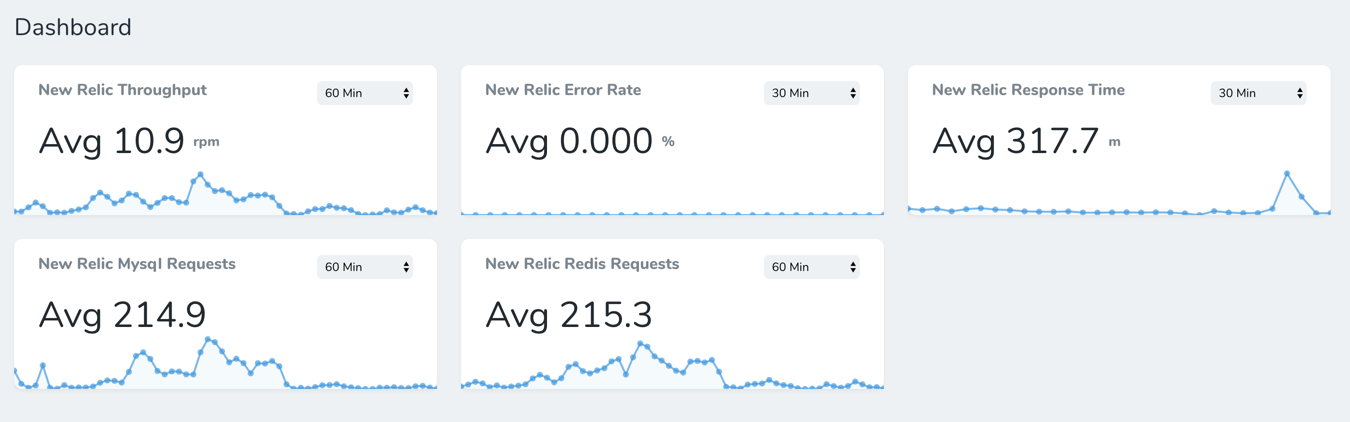 Dashboard
New Relic Throughput
60 Min
Avg 10.9 rpm
New Relic Error Rate
30 Min
Avg 0.000 %
New Relic Response Time
30 Min
Avg 317.7 m
New Relic Mysql Requests
60 Min
Avg 214.9
New Relic Redis Requests
60 Min
Avg 215.3